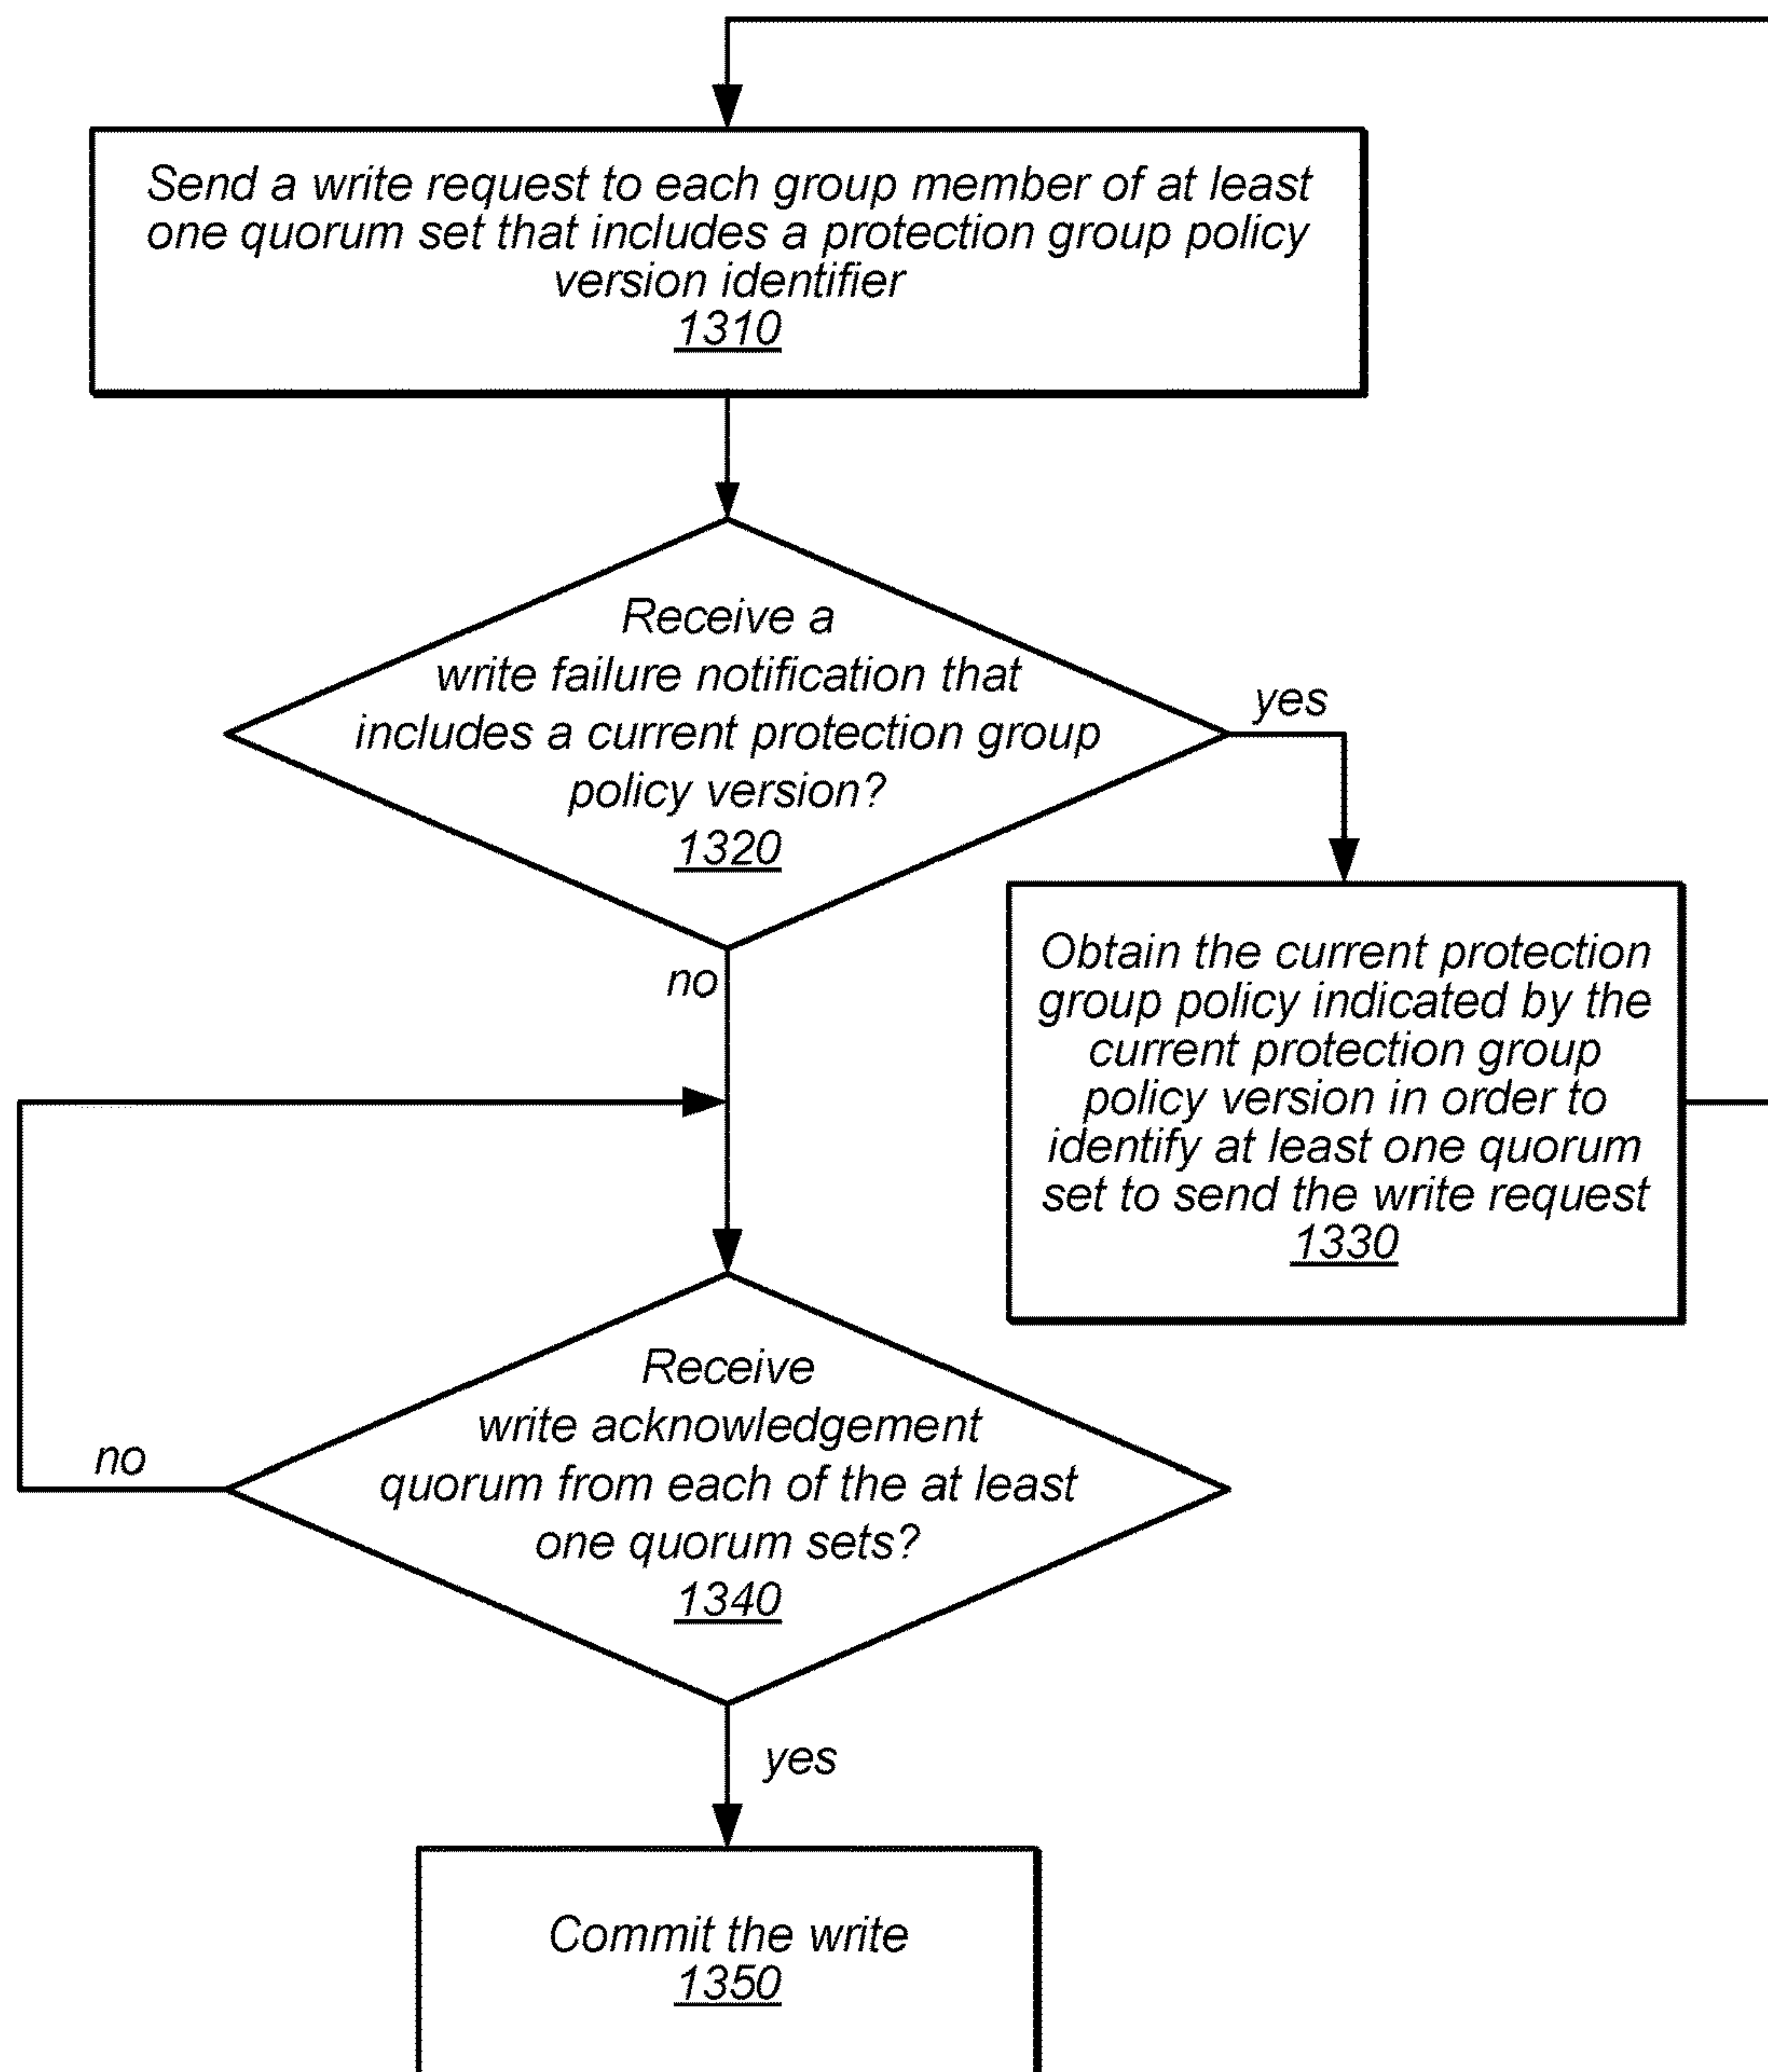 Send a write request to each group member of at least
one quorum set that includes a protection group policy
version identifier
1310
Receive a
write failure notification that
includes a current protection group
policy version?
1320
yes
no
Obtain the current protection
group policy indicated by the
current protection group
policy version in order to
identify at least one quorum
set to send the write request
1330
Receive
write acknowledgement
quorum from each of the at least
one quorum sets?
1340
no
yes
Commit the write
1350